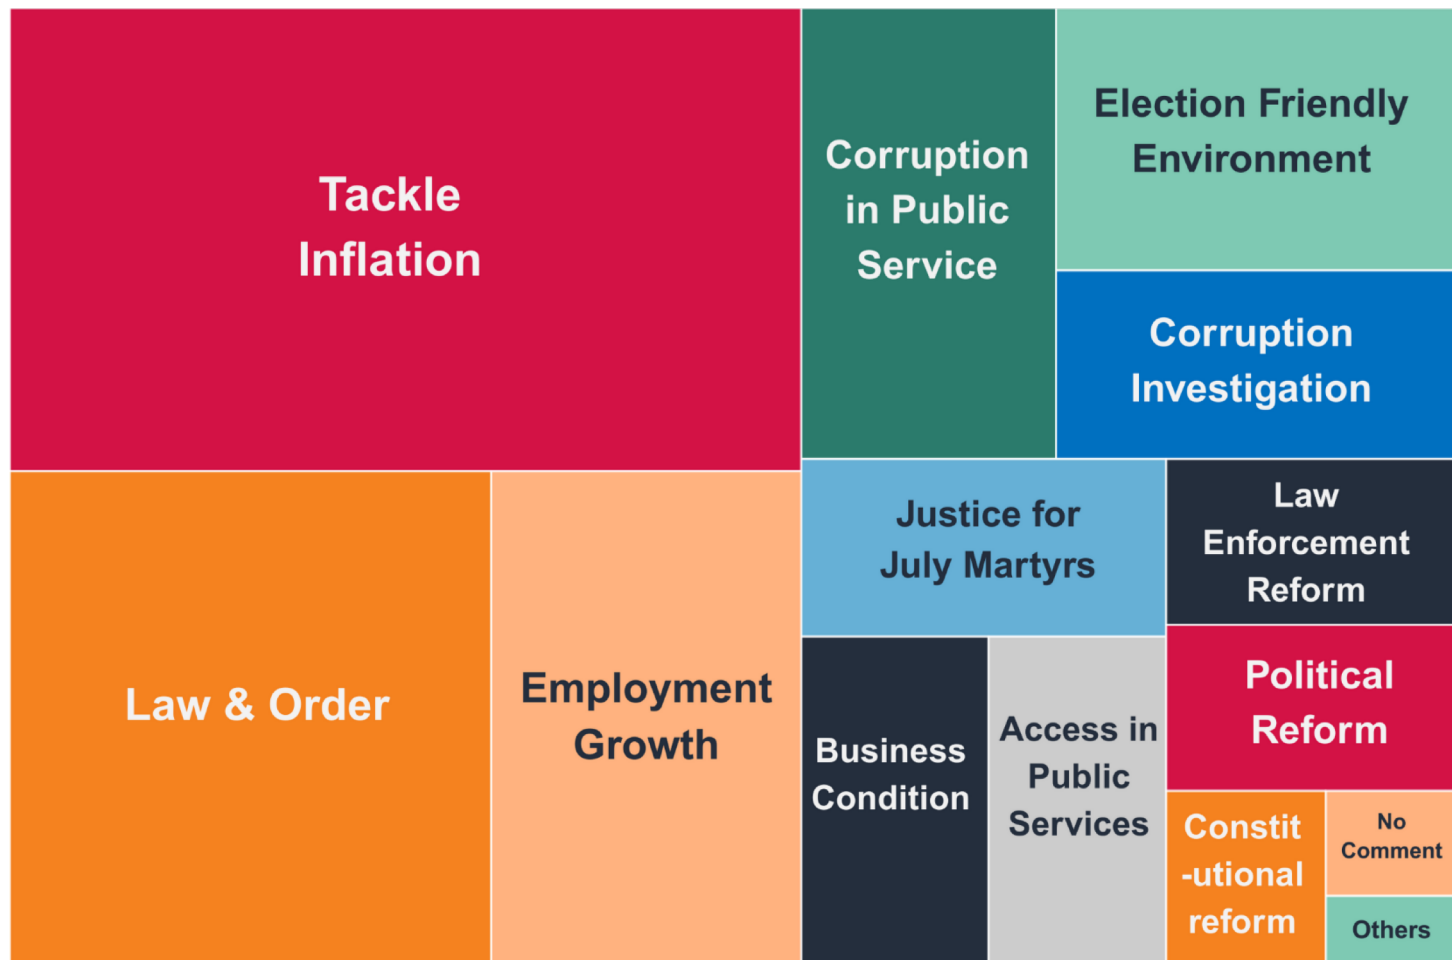 Tackle
Inflation
Corruption
in Public
Service
Election Friendly
Environment
Corruption
Investigation
Law & Order
Employment
Growth
Justice for
July Martyrs
Law
Enforcement
Reform
Business
Condition
Access in
Public
Services
Political
Reform
Constit
-utional
reform
No
Comment
Others